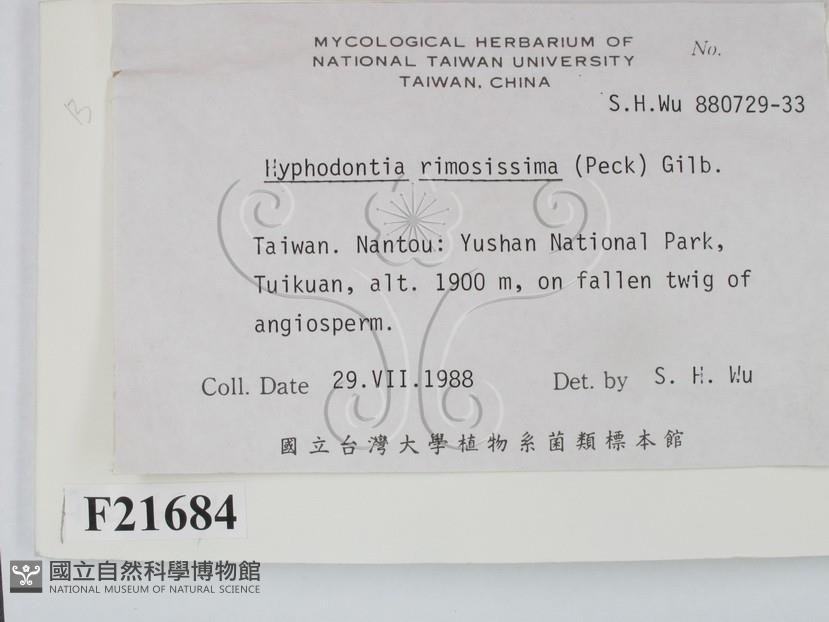 MYCOLOGICAL HERBARIUM OF
NATIONAL TAIWAN UNIVERSITY
TAIWAN, CHINA
No.
S.H.Wu 880729-33
B
Hyphodontia rimosissima (Peck) Gilb.
Taiwan. Nantou: Yushan National Park,
Tuikuan, alt. 1900 m, on fallen twig of
angiosperm.
Coll. Date 29.VII.1988 Det. by S. H. Wu
國立台灣大學植物系菌類標本館
F21684
國立自然科學博物館
NATIONAL MUSEUM OF NATURAL SCIENCE